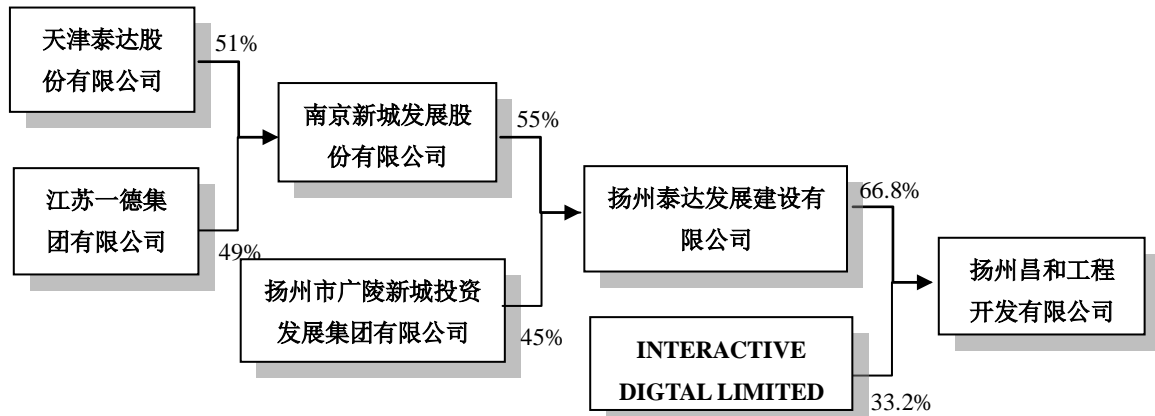 天津泰达股
份有限公司
51%
江苏一德集
团有限公司
49%
南京新城发展股
份有限公司
55%
扬州市广陵新城投资
发展集团有限公司
45%
扬州泰达发展建设有
限公司
66.8%
INTERACTIVE
DIGTAL LIMITED
33.2%
扬州昌和工程
开发有限公司